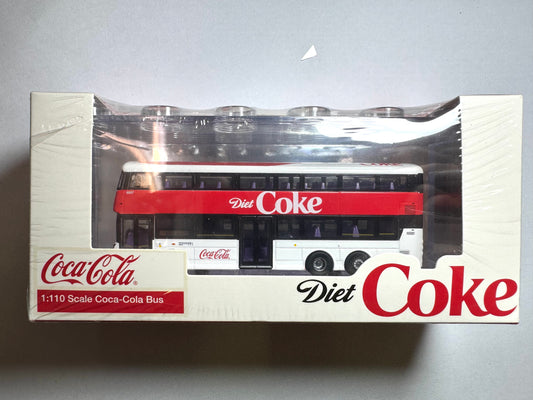 Diet Coke
Coca-Cola
Coca-Cola®
1:110 Scale Coca-Cola Bus
Diet Coke®